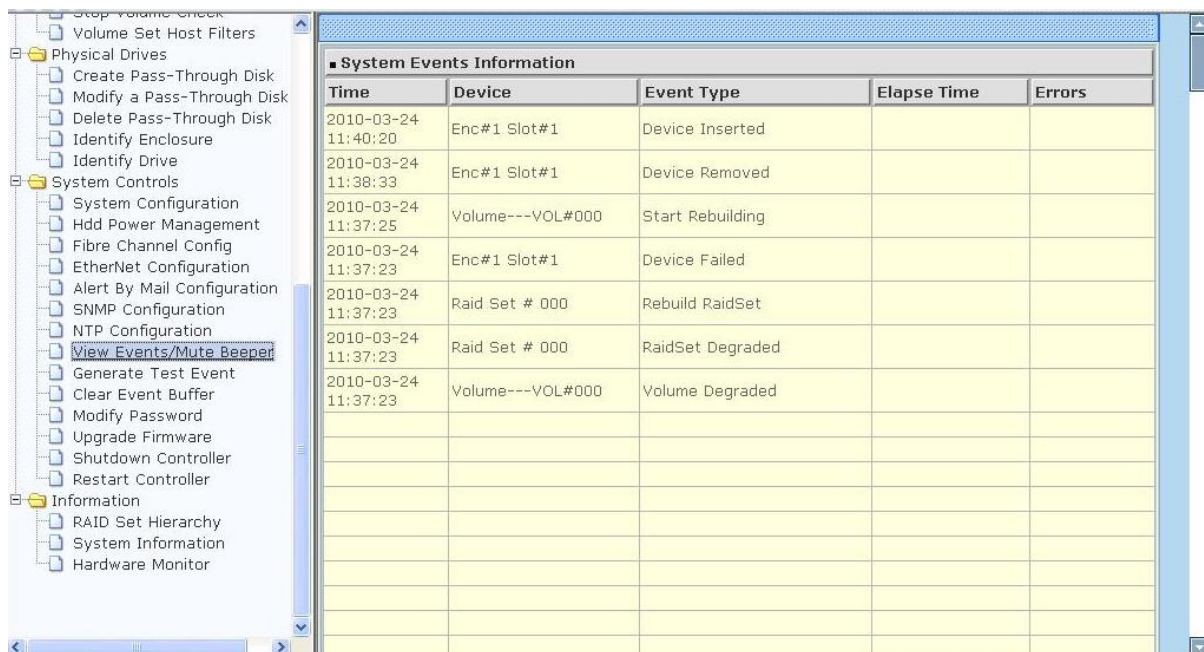 Stop Volume Check
Volume Set Host Filters
Physical Drives
Create Pass-Through Disk
Modify a Pass-Through Disk
Delete Pass-Through Disk
Identify Enclosure
Identify Drive
System Controls
System Configuration
Hdd Power Management
Fibre Channel Config
EtherNet Configuration
Alert By Mail Configuration
SNMP Configuration
NTP Configuration
View Events/Mute Beeper
Generate Test Event
Clear Event Buffer
Modify Password
Upgrade Firmware
Shutdown Controller
Restart Controller
Information
RAID Set Hierarchy
System Information
Hardware Monitor
System Events Information
Time Device Event Type Elapse Time Errors
2010-03-24
11:40:20 Enc#1 Slot#1 Device Inserted
2010-03-24
11:38:33 Enc#1 Slot#1 Device Removed
2010-03-24
11:37:25 Volume---VOL#000 Start Rebuilding
2010-03-24
11:37:23 Enc#1 Slot#1 Device Failed
2010-03-24
11:37:23 Raid Set # 000 Rebuild RaidSet
2010-03-24
11:37:23 Raid Set # 000 RaidSet Degraded
2010-03-24
11:37:23 Volume---VOL#000 Volume Degraded